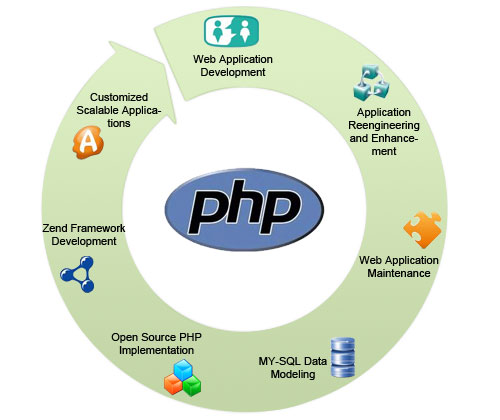 Web Application
Development
Application
Reengineering
and Enhance-
ment
Web Application
Maintenance
MY-SQL Data
Modeling
Open Source PHP
Implementation
Zend Framework
Development
Customized
Scalable Applica-
tions
A
php